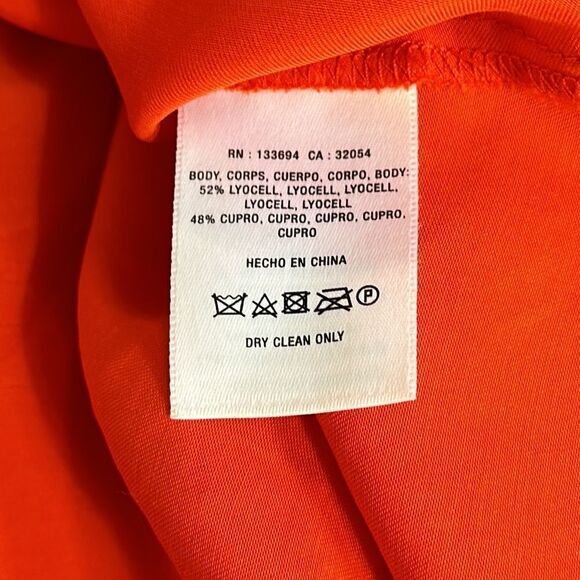 RN : 133694 CA : 32054
BODY, CORPS, CUERPO, CORPO, BODY:
52% LYOCELL, LYOCELL, LYOCELL,
LYOCELL, LYOCELL
48% CUPRO, CUPRO, CUPRO, CUPRO.
CUPRO
HECHO EN CHINA
P
DRY CLEAN ONLY